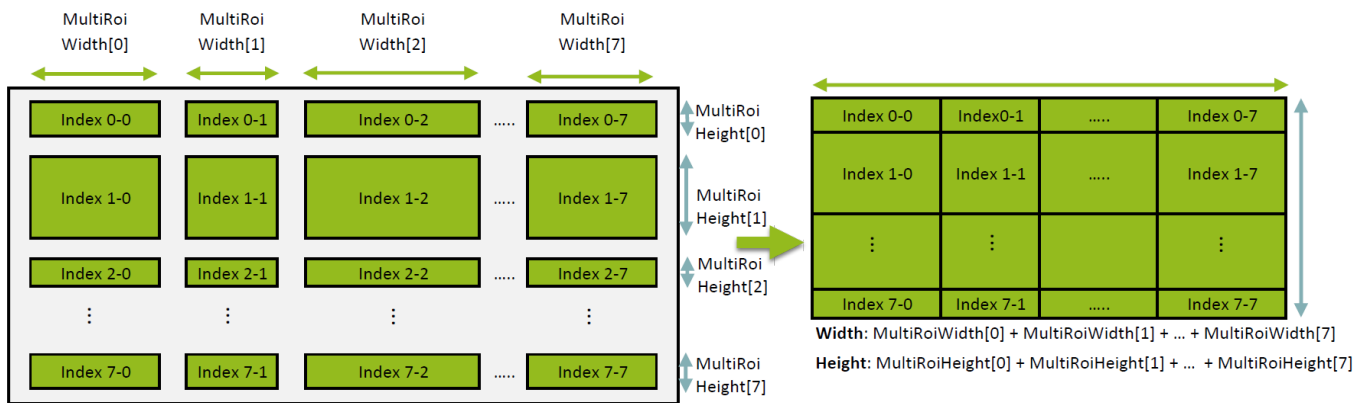 MultiRoi
Width[0]
MultiRoi
Width[1]
MultiRoi
Width[2]
MultiRoi
Width[7]
Index 0-0 Index 0-1 Index 0-2 ..... Index 0-7
MultiRoi
Height[0]
Index 1-0 Index 1-1 Index 1-2 ..... Index 1-7
MultiRoi
Height[1]
Index 2-0 Index 2-1 Index 2-2 ..... Index 2-7
MultiRoi
Height[2]
⋮ ⋮ ⋮ ⋮
Index 7-0 Index 7-1 Index 7-2 ..... Index 7-7
MultiRoi
Height[7]
Index 0-0 Index0-1 ..... Index 0-7
Index 1-0 Index 1-1 ..... Index 1-7
⋮ ⋮ ⋮
Index 7-0 Index 7-1 ..... Index 7-7
Width: MultiRoiWidth[0] + MultiRoiWidth[1] + ... + MultiRoiWidth[7]
Height: MultiRoiHeight[0] + MultiRoiHeight[1] + ... + MultiRoiHeight[7]